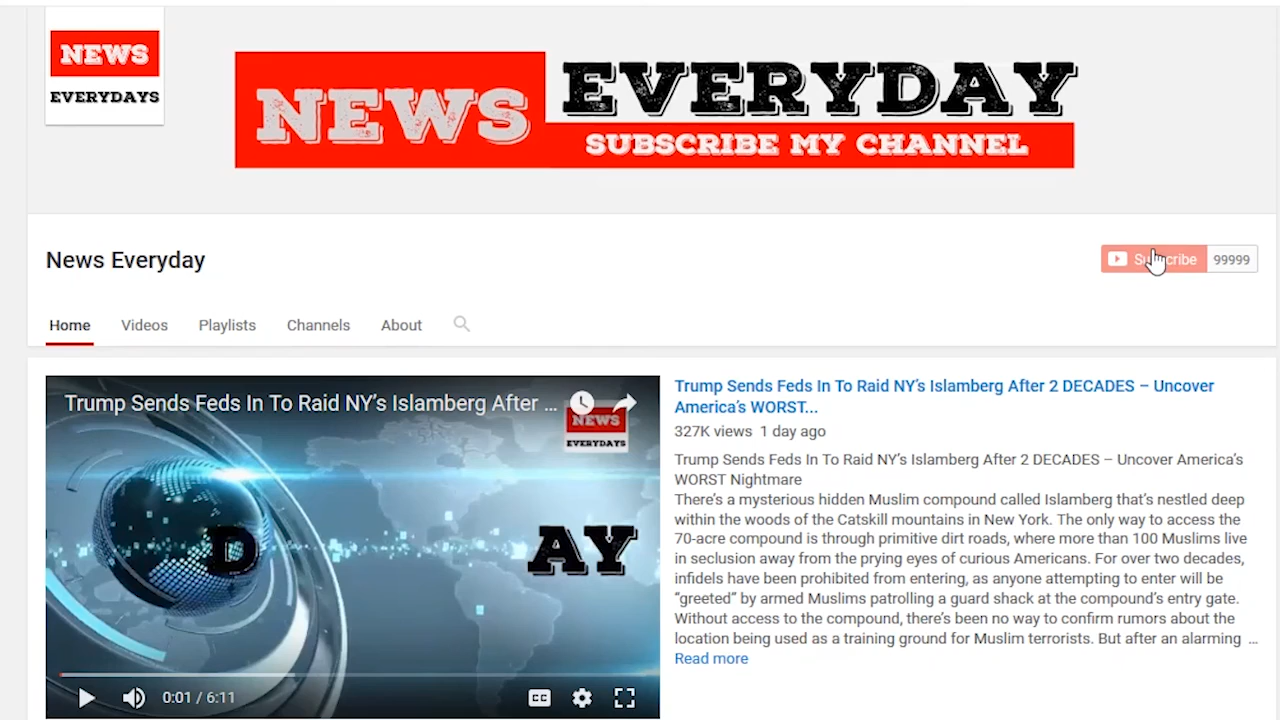 NEWS
EVERYDAYS
NEWS
EVERYDAY
SUBSCRIBE MY CHANNEL
News Everyday
Subscribe 99999
Home Videos Playlists Channels About
Trump Sends Feds In To Raid NY's Islamberg After ...
NEWS
EVERYDAYS
D AY
0:01 / 6:11
CC
Trump Sends Feds In To Raid NY's Islamberg After 2 DECADES – Uncover
America's WORST...
327K views 1 day ago
Trump Sends Feds In To Raid NY's Islamberg After 2 DECADES – Uncover America's
WORST Nightmare
There's a mysterious hidden Muslim compound called Islamberg that's nestled deep
within the woods of the Catskill mountains in New York. The only way to access the
70-acre compound is through primitive dirt roads, where more than 100 Muslims live
in seclusion away from the prying eyes of curious Americans. For over two decades,
infidels have been prohibited from entering, as anyone attempting to enter will be
“greeted” by armed Muslims patrolling a guard shack at the compound's entry gate.
Without access to the compound, there's been no way to confirm rumors about the
location being used as a training ground for Muslim terrorists. But after an alarming ...
Read more